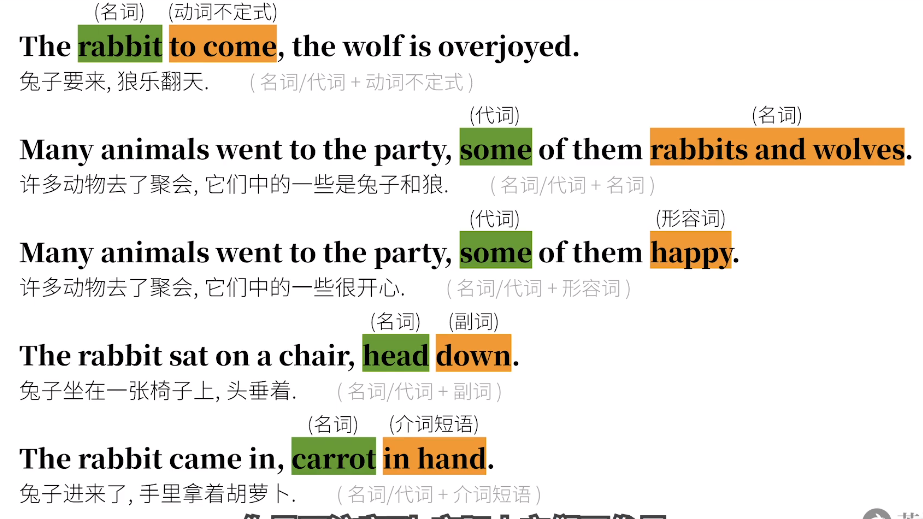 (名词) (动词不定式)
The rabbit to come, the wolf is overjoyed.
兔子要来, 狼乐翻天. ( 名词/代词 + 动词不定式 )
(代词) (名词)
Many animals went to the party, some of them rabbits and wolves.
许多动物去了聚会, 它们中的一些是兔子和狼. ( 名词/代词 + 名词 )
(代词) (形容词)
Many animals went to the party, some of them happy.
许多动物去了聚会, 它们中的一些很开心. ( 名词/代词 + 形容词 )
(名词) (副词)
The rabbit sat on a chair, head down.
兔子坐在一张椅子上, 头垂着. ( 名词/代词 + 副词 )
(名词) (介词短语)
The rabbit came in, carrot in hand.
兔子进来了, 手里拿着胡萝卜. ( 名词/代词 + 介词短语 )